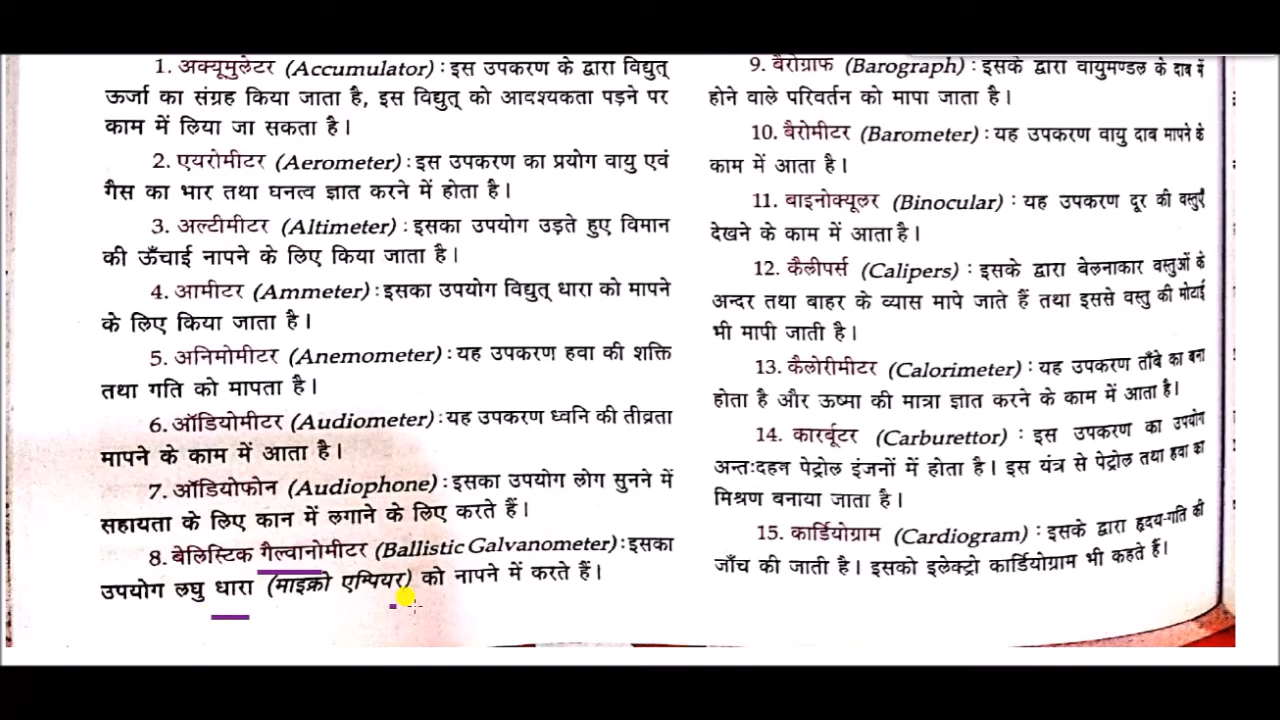 1. अक्यूमुलेटर (Accumulator) : इस उपकरण के द्वारा विद्युत्
ऊर्जा का संग्रह किया जाता है, इस विद्युत् को आदश्यकता पड़ने पर
काम में लिया जा सकता है।
2. एयरोमीटर (Aerometer) : इस उपकरण का प्रयोग वायु एवं
गैस का भार तथा घनत्व ज्ञात करने में होता है।
3. अल्टीमीटर (Altimeter) : इसका उपयोग उड़ते हुए विमान
की ऊँचाई नापने के लिए किया जाता है।
4. आमीटर (Ammeter) : इसका उपयोग विद्युत् धारा को मापने
के लिए किया जाता है।
5. अनिमोमीटर (Anemometer) : यह उपकरण हवा की शक्ति
तथा गति को मापता है।
6. ऑडियोमीटर (Audiometer) : यह उपकरण ध्वनि की तीव्रता
मापने के काम में आता है।
7. ऑडियोफोन (Audiophone) : इसका उपयोग लोग सुनने में
सहायता के लिए कान में लगाने के लिए करते हैं।
8. बेलिस्टिक गैल्वानोमीटर (Ballistic Galvanometer) : इसका
उपयोग लघु धारा (माइक्रो एम्पियर) को नापने में करते हैं।
9. बैरोग्राफ (Barograph) : इसके द्वारा वायुमण्डल के दाब में
होने वाले परिवर्तन को मापा जाता है।
10. बैरोमीटर (Barometer) : यह उपकरण वायु दाब मापने के
काम में आता है।
11. बाइनोक्यूलर (Binocular) : यह उपकरण दूर की वस्तुएँ
देखने के काम में आता है।
12. कैलीपर्स (Calipers) : इसके द्वारा बेलनाकार वस्तुओं के
अन्दर तथा बाहर के व्यास मापे जाते हैं तथा इससे वस्तु की मोटाई
भी मापी जाती है।
13. कैलोरीमीटर (Calorimeter) : यह उपकरण ताँबे का बना
होता है और ऊष्मा की मात्रा ज्ञात करने के काम में आता है।
14. कारर्बूटर (Carburettor) : इस उपकरण का उपयोग
अन्तःदहन पेट्रोल इंजनों में होता है। इस यंत्र से पेट्रोल तथा हवा का
मिश्रण बनाया जाता है।
15. कार्डियोग्राम (Cardiogram) : इसके द्वारा हृदय-गति की
जाँच की जाती है। इसको इलेक्ट्रो कार्डियोग्राम भी कहते हैं।